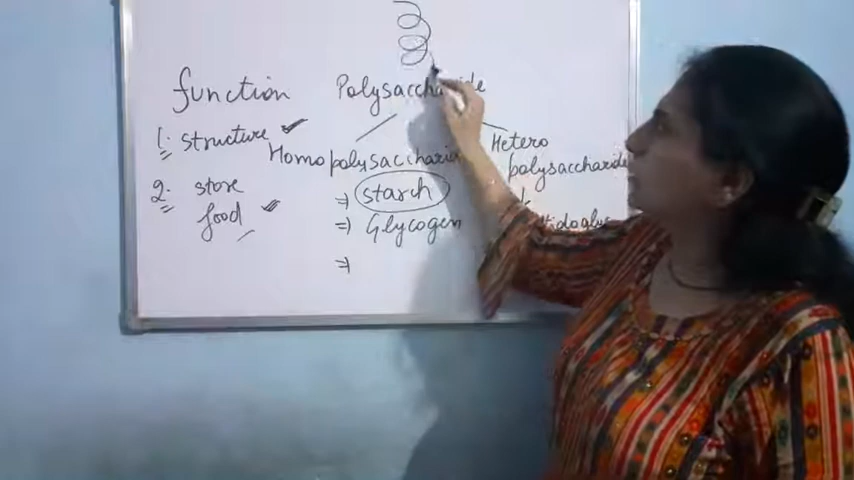 function
1. structure
2. store
food
Polysaccharide
Homopolysaccharide
⇒ starch
⇒ Glycogen
⇒
Hetero
polysaccharide